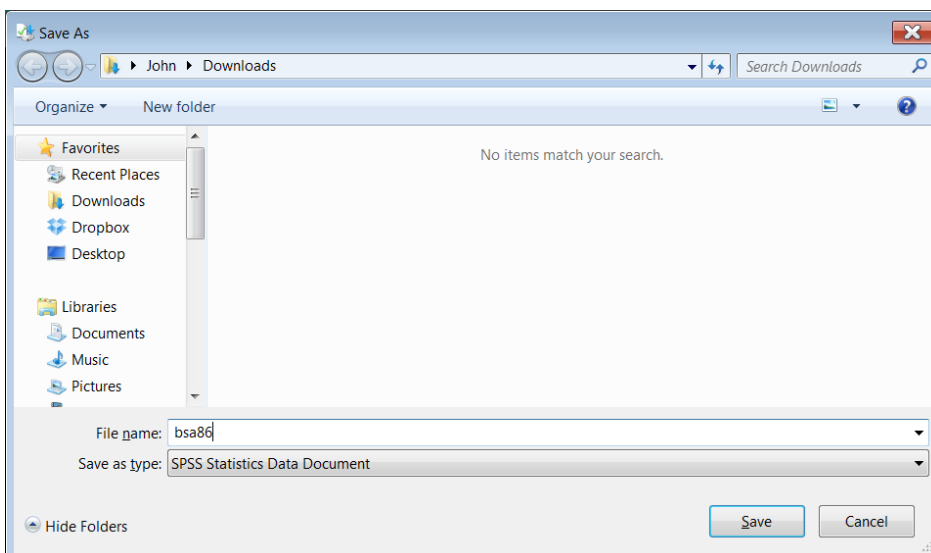 Save As
John ▸ Downloads
Search Downloads
Organize
New folder
Favorites
Recent Places
Downloads
Dropbox
Desktop
Libraries
Documents
Music
Pictures
No items match your search.
File name: bsa86
Save as type: SPSS Statistics Data Document
Hide Folders
Save
Cancel